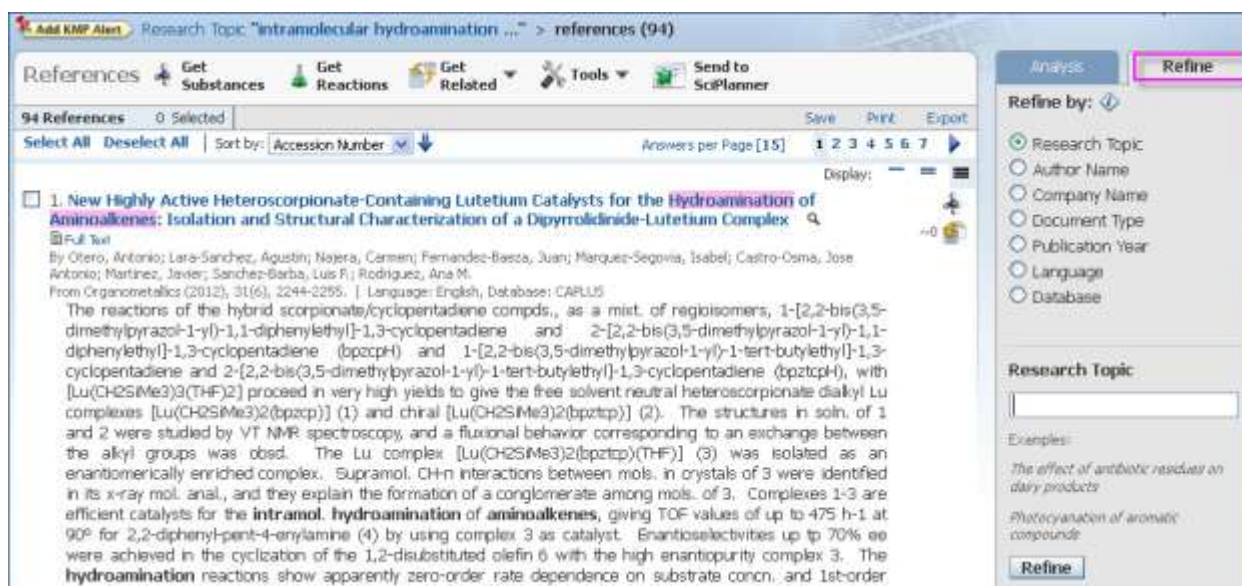 Add KMP Alert Research Topic "intramolecular hydroamination ..." > references (94)
References Get Substances Get Reactions Get Related Tools Send to SciPlanner
94 References 0 Selected Save Print Export
Select All Deselect All | Sort by: Accession Number Answers per Page [15] 1 2 3 4 5 6 7
Display:
1. New Highly Active Heteroscorpionate-Containing Lutetium Catalysts for the Hydroamination of
Aminoalkenes: Isolation and Structural Characterization of a Dipyrrolidinide-Lutetium Complex
~0
Full Text
By Otero, Antonio; Lara-Sanchez, Agustin; Najera, Carmen; Fernandez-Baeza, Juan; Marquez-Segovia, Isabel; Castro-Osma, Jose
Antonio; Martinez, Javier; Sanchez-Barba, Luis F.; Rodriguez, Ana M.
From Organometallics (2012), 31(6), 2244-2255. | Language: English, Database: CAPLUS
The reactions of the hybrid scorpionate/cyclopentadiene compds., as a mixt. of regioisomers, 1-[2,2-bis(3,5-
dimethylpyrazol-1-yl)-1,1-diphenylethyl]-1,3-cyclopentadiene and 2-[2,2-bis(3,5-dimethylpyrazol-1-yl)-1,1-
diphenylethyl]-1,3-cyclopentadiene (bpzcpH) and 1-[2,2-bis(3,5-dimethylpyrazol-1-yl)-1-tert-butylethyl]-1,3-
cyclopentadiene and 2-[2,2-bis(3,5-dimethylpyrazol-1-yl)-1-tert-butylethyl]-1,3-cyclopentadiene (bpztcpH), with
[Lu(CH2SiMe3)3(THF)2] proceed in very high yields to give the free solvent neutral heteroscorpionate dialkyl Lu
complexes [Lu(CH2SiMe3)2(bpzcp)] (1) and chiral [Lu(CH2SiMe3)2(bpztcp)] (2). The structures in soln. of 1
and 2 were studied by VT NMR spectroscopy, and a fluxional behavior corresponding to an exchange between
the alkyl groups was obsd. The Lu complex [Lu(CH2SiMe3)2(bpztcp)(THF)] (3) was isolated as an
enantiomerically enriched complex. Supramol. CH-π interactions between mols. in crystals of 3 were identified
in its x-ray mol. anal., and they explain the formation of a conglomerate among mols. of 3. Complexes 1-3 are
efficient catalysts for the intramol. hydroamination of aminoalkenes, giving TOF values of up to 475 h-1 at
90° for 2,2-diphenyl-pent-4-enylamine (4) by using complex 3 as catalyst. Enantioselectivities up tp 70% ee
were achieved in the cyclization of the 1,2-disubstituted olefin 6 with the high enantiopurity complex 3. The
hydroamination reactions show apparently zero-order rate dependence on substrate concn. and 1st-order
Analysis Refine
Refine by:
Research Topic
Author Name
Company Name
Document Type
Publication Year
Language
Database
Research Topic
Examples:
The effect of antibiotic residues on
dairy products
Photocyanation of aromatic
compounds
Refine